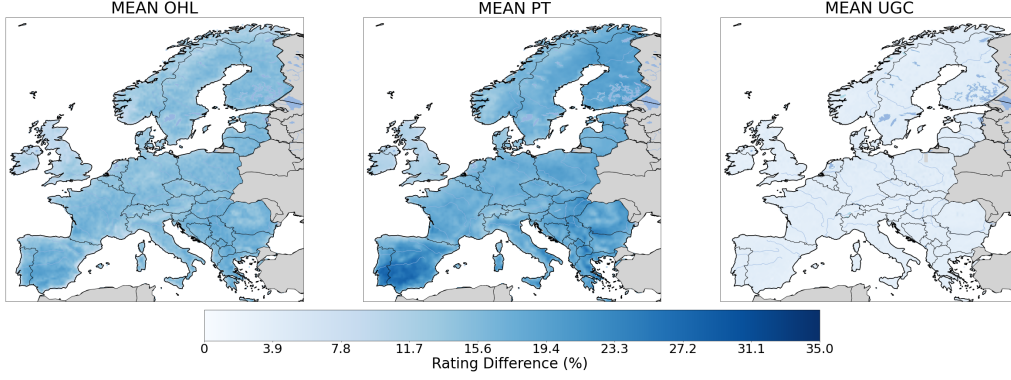 MEAN OHL MEAN PT MEAN UGC
0 3.9 7.8 11.7 15.6 19.4 23.3 27.2 31.1 35.0
Rating Difference (%)